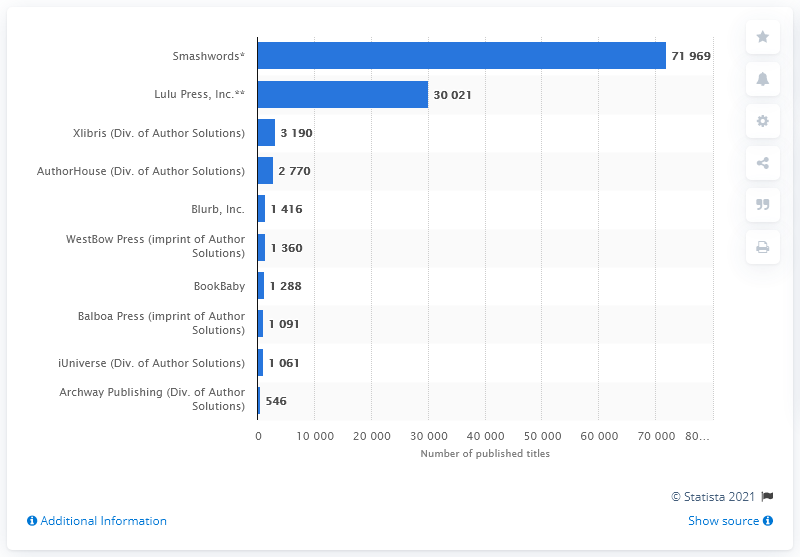 Smashwords*
71 969
Lulu Press, Inc.**
30 021
Xlibris (Div. of Author Solutions)
3 190
AuthorHouse (Div. of Author Solutions)
2 770
Blurb, Inc.
1 416
WestBow Press (imprint of Author
Solutions)
1 360
BookBaby
1 288
Balboa Press (imprint of Author
Solutions)
1 091
iUniverse (Div. of Author Solutions)
1 061
Archway Publishing (Div. of Author
Solutions)
546
0 10 000 20 000 30 000 40 000 50 000 60 000 70 000 80...
Number of published titles
© Statista 2021
Additional Information
Show source